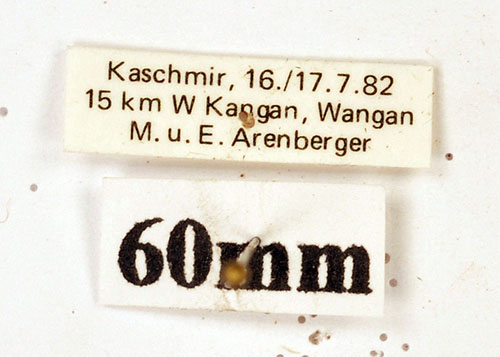 Kaschmir, 16./17.7.82
15 km W Kangan, Wangan
M. u. E. Arenberger
60mm